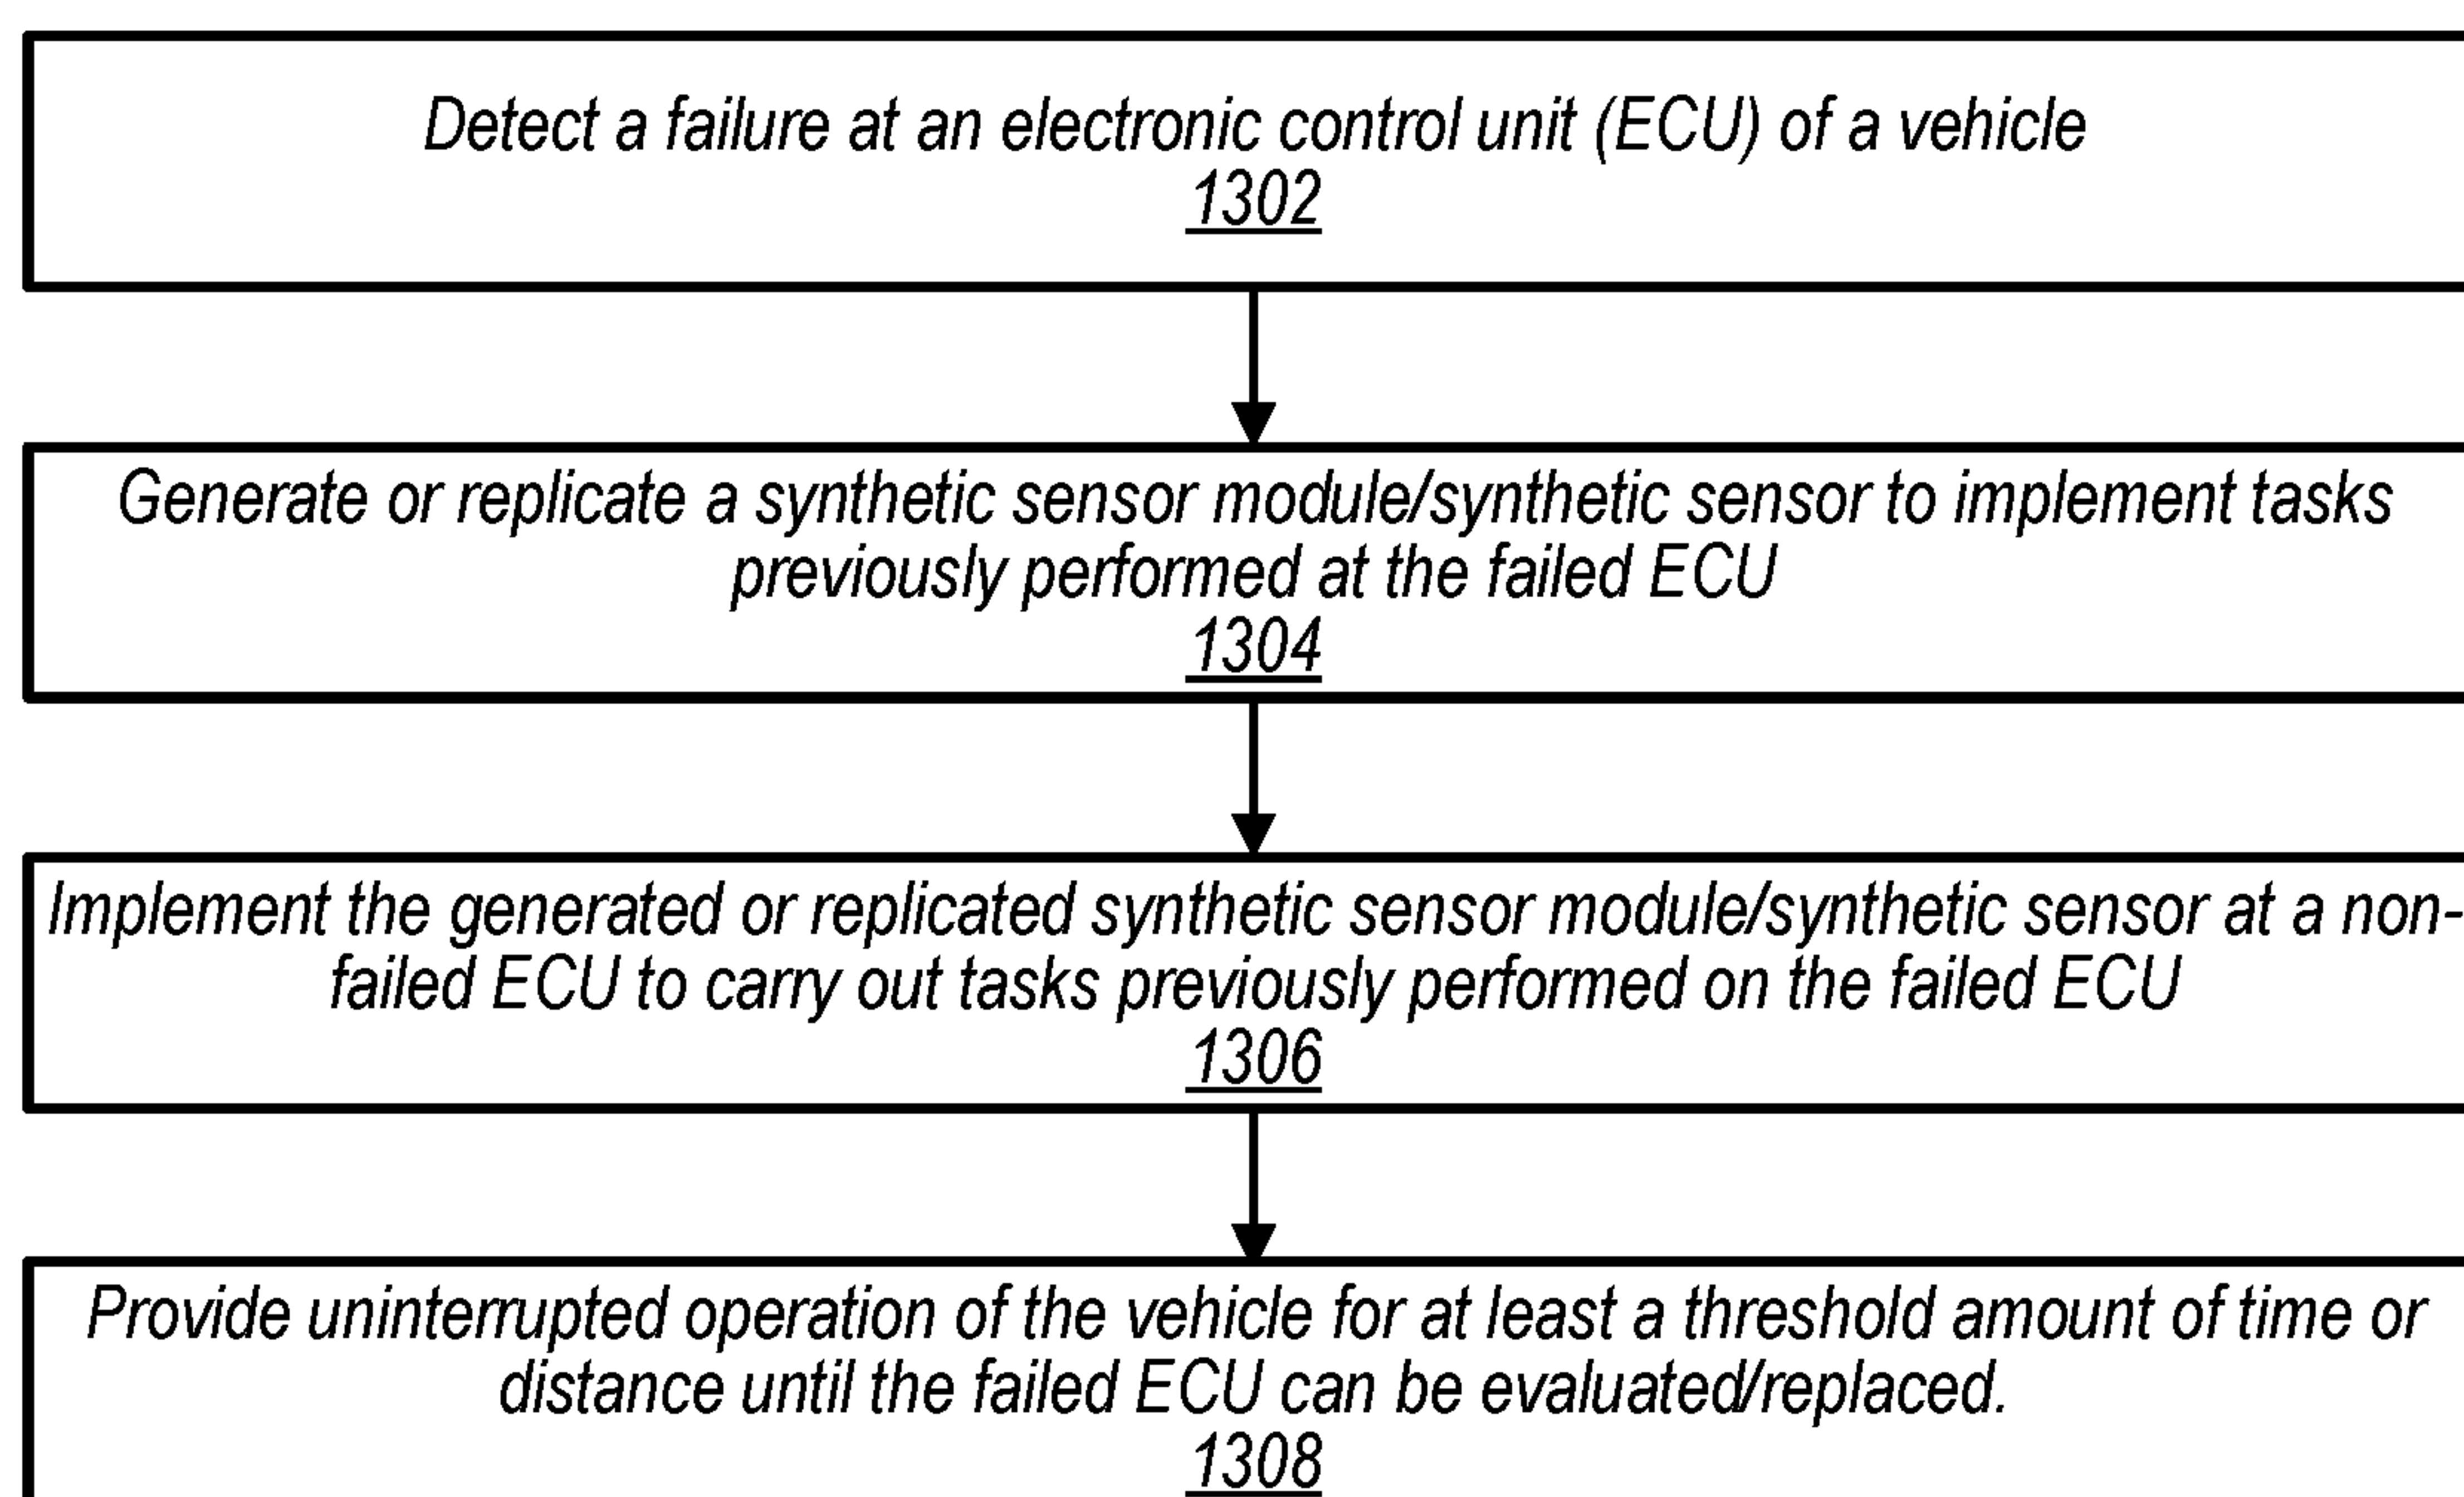 Detect a failure at an electronic control unit (ECU) of a vehicle
1302
Generate or replicate a synthetic sensor module/synthetic sensor to implement tasks
previously performed at the failed ECU
1304
Implement the generated or replicated synthetic sensor module/synthetic sensor at a non-
failed ECU to carry out tasks previously performed on the failed ECU
1306
Provide uninterrupted operation of the vehicle for at least a threshold amount of time or
distance until the failed ECU can be evaluated/replaced.
1308